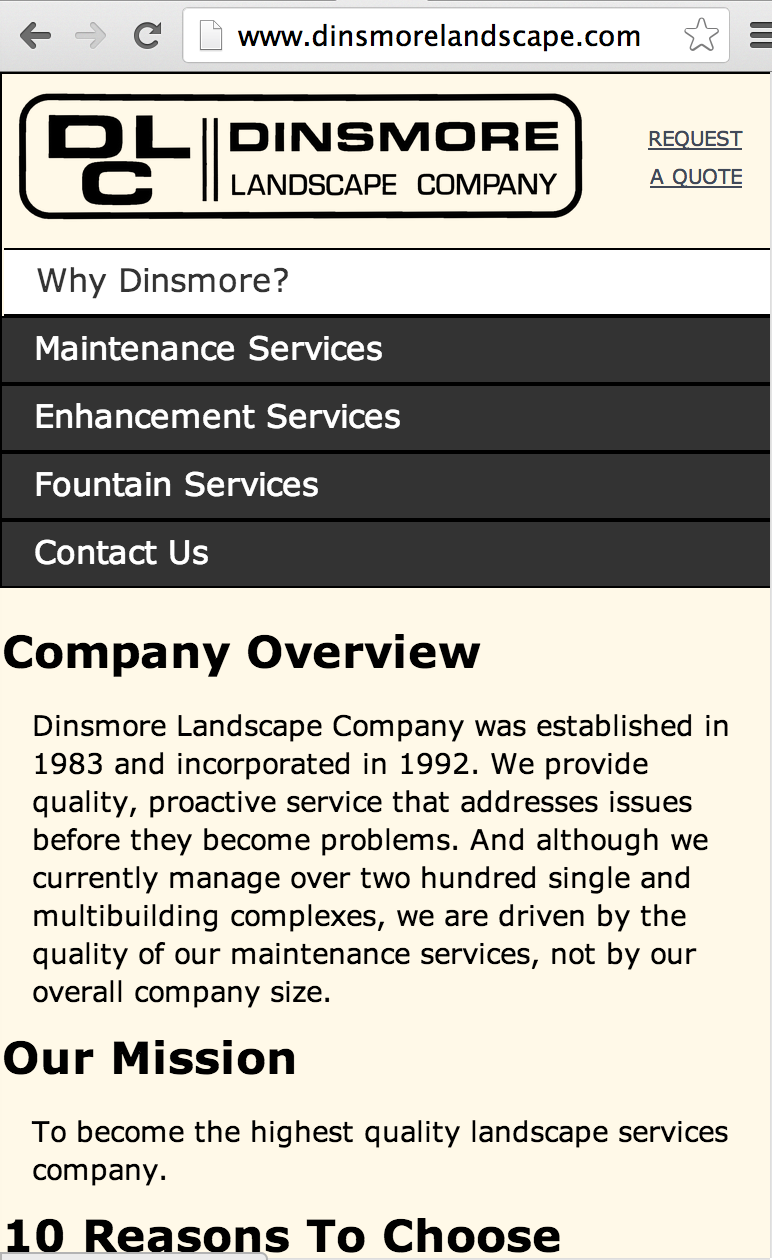 www.dinsmorelandscape.com
DLC DINSMORE
LANDSCAPE COMPANY
REQUEST
A QUOTE
Why Dinsmore?
Maintenance Services
Enhancement Services
Fountain Services
Contact Us
Company Overview
Dinsmore Landscape Company was established in
1983 and incorporated in 1992. We provide
quality, proactive service that addresses issues
before they become problems. And although we
currently manage over two hundred single and
multibuilding complexes, we are driven by the
quality of our maintenance services, not by our
overall company size.
Our Mission
To become the highest quality landscape services
company.
10 Reasons To Choose